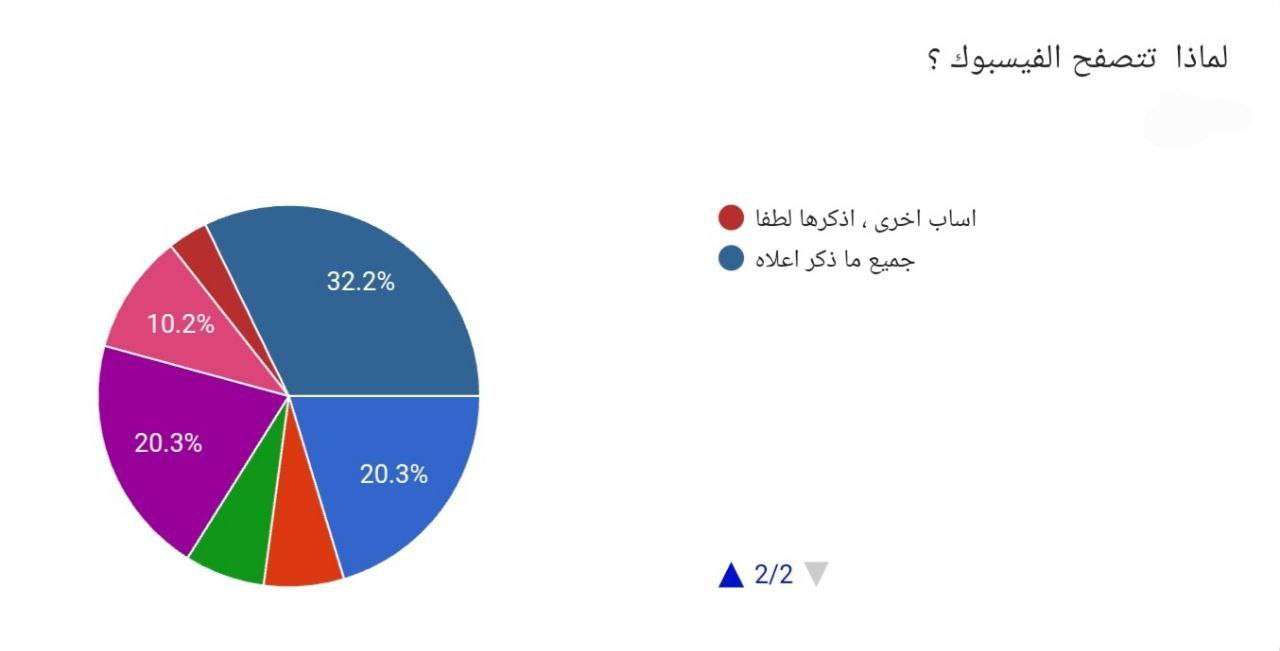 لماذا تتصفح الفيسبوك ؟
اساب اخرى ، اذكرها لطفا
جميع ما ذكر اعلاه
32.2%
10.2%
20.3%
20.3%
2/2